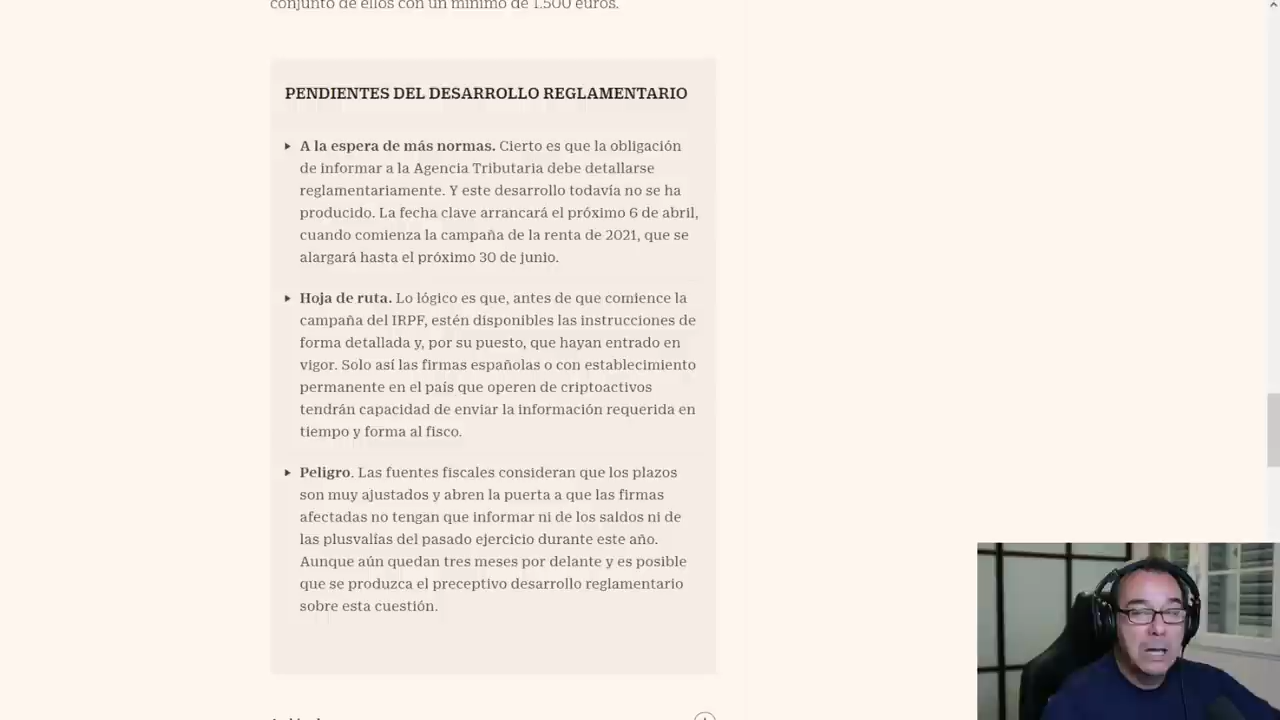 conjunto de ellos con un mínimo de 1.500 euros.
PENDIENTES DEL DESARROLLO REGLAMENTARIO
A la espera de más normas. Cierto es que la obligación
de informar a la Agencia Tributaria debe detallarse
reglamentariamente. Y este desarrollo todavía no se ha
producido. La fecha clave arrancará el próximo 6 de abril,
cuando comienza la campaña de la renta de 2021, que se
alargará hasta el próximo 30 de junio.
Hoja de ruta. Lo lógico es que, antes de que comience la
campaña del IRPF, estén disponibles las instrucciones de
forma detallada y, por su puesto, que hayan entrado en
vigor. Solo así las firmas españolas o con establecimiento
permanente en el país que operen de criptoactivos
tendrán capacidad de enviar la información requerida en
tiempo y forma al fisco.
Peligro. Las fuentes fiscales consideran que los plazos
son muy ajustados y abren la puerta a que las firmas
afectadas no tengan que informar ni de los saldos ni de
las plusvalías del pasado ejercicio durante este año.
Aunque aún quedan tres meses por delante y es posible
que se produzca el preceptivo desarrollo reglamentario
sobre esta cuestión.